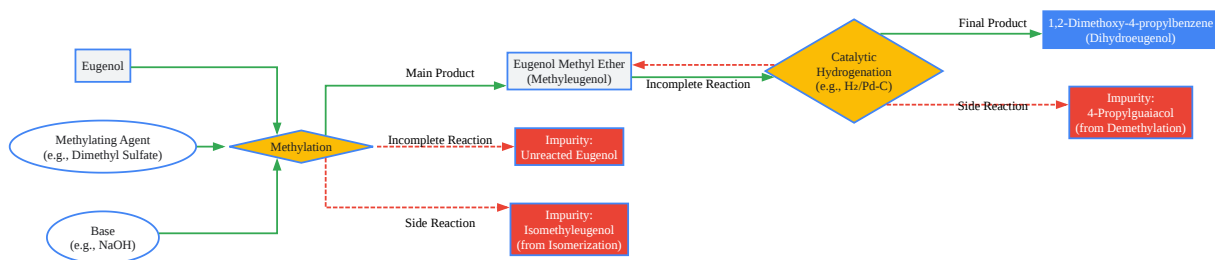 Eugenol
Methylating Agent
(e.g., Dimethyl Sulfate)
Base
(e.g., NaOH)
Methylation
Main Product
Incomplete Reaction
Side Reaction
Eugenol Methyl Ether
(Methyleugenol)
Impurity:
Unreacted Eugenol
Impurity:
Isomethyleugenol
(from Isomerization)
Incomplete Reaction
Catalytic
Hydrogenation
(e.g., H₂/Pd-C)
Final Product
Side Reaction
1,2-Dimethoxy-4-propylbenzene
(Dihydroeugenol)
Impurity:
4-Propylguaiacol
(from Demethylation)